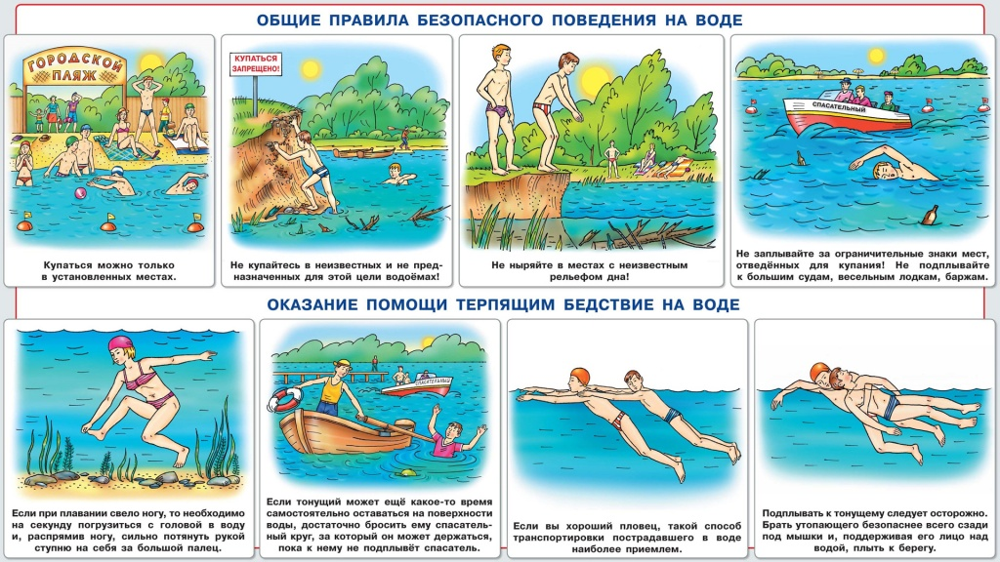 ОБЩИЕ ПРАВИЛА БЕЗОПАСНОГО ПОВЕДЕНИЯ НА ВОДЕ
ГОРОДСКОЙ
ПЛЯЖ
Купаться можно только
в установленных местах.
КУПАТЬСЯ
ЗАПРЕЩЕНО!
Не купайтесь в неизвестных и не пред-
назначенных для этой цели водоёмах!
Не ныряйте в местах с неизвестным
рельефом дна!
СПАСАТЕЛЬНЫЙ
Не заплывайте за ограничительные знаки мест,
отведённых для купания! Не подплывайте
к большим судам, весельным лодкам, баржам.
ОКАЗАНИЕ ПОМОЩИ ТЕРПЯЩИМ БЕДСТВИЕ НА ВОДЕ
Если при плавании свело ногу, то необходимо
на секунду погрузиться с головой в воду
и, распрямив ногу, сильно потянуть рукой
ступню на себя за большой палец.
СПАСАТЕЛЬНЫЙ
Если тонущий может ещё какое-то время
самостоятельно оставаться на поверхности
воды, достаточно бросить ему спасатель-
ный круг, за который он может держаться,
пока к нему не подплывёт спасатель.
Если вы хороший пловец, такой способ
транспортировки пострадавшего в воде
наиболее приемлем.
Подплывать к тонущему следует осторожно.
Брать утопающего безопаснее всего сзади
под мышки и, поддерживая его лицо над
водой, плыть к берегу.